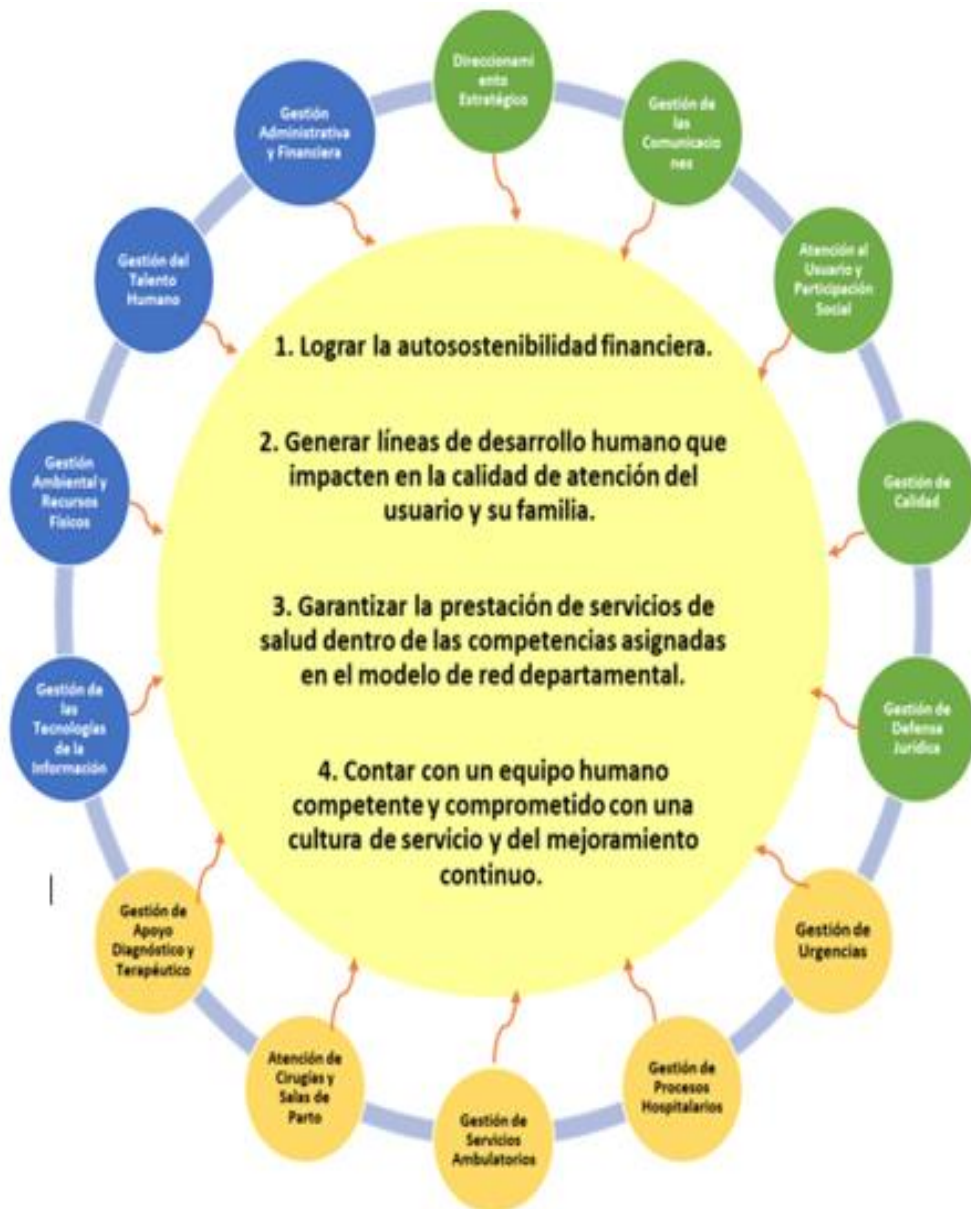 Direccionami
ento
Estratégico
Gestión de
las
Comunicacio
nes
Atención al
Usuario y
Participación
Social
Gestión de
Calidad
Gestión de
Defensa
Jurídica
Gestión de
Urgencias
Gestión de
Procesos
Hospitalarios
Gestión de
Servicios
Ambulatorios
Atención de
Cirugías y
Salas de
Parto
Gestión de
Apoyo
Diagnóstico y
Terapéutico
Gestión de
las
Tecnologías
de la
Información
Gestión
Ambiental y
Recursos
Físicos
Gestión del
Talento
Humano
Gestión
Administrativa
y Financiera
1. Lograr la autosostenibilidad financiera.
2. Generar líneas de desarrollo humano que
impacten en la calidad de atención del
usuario y su familia.
3. Garantizar la prestación de servicios de
salud dentro de las competencias asignadas
en el modelo de red departamental.
4. Contar con un equipo humano
competente y comprometido con una
cultura de servicio y del mejoramiento
continuo.